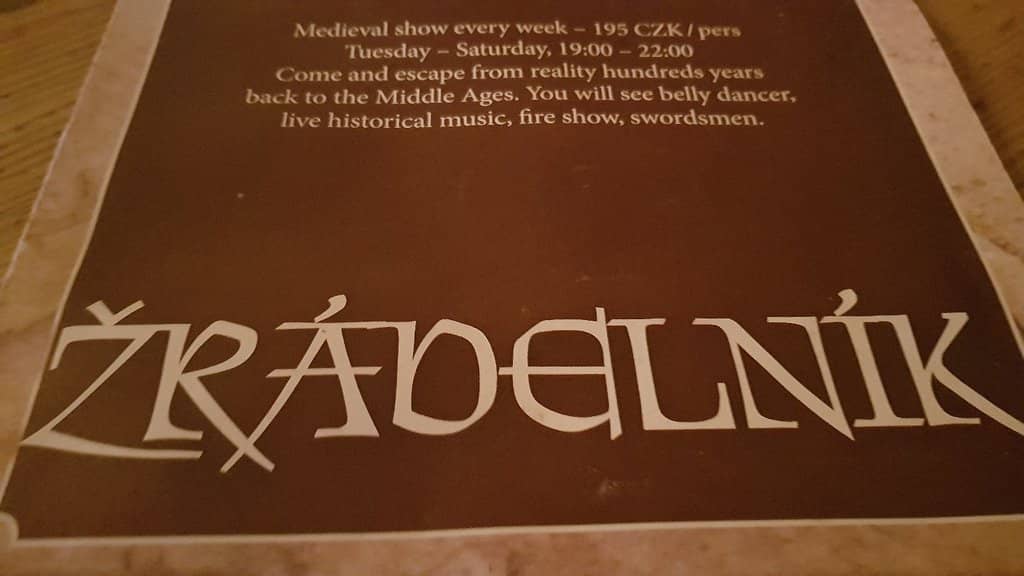 Medieval show every week – 195 CZK / pers
Tuesday – Saturday, 19:00 – 22:00
Come and escape from reality hundreds years
back to the Middle Ages. You will see belly dancer,
live historical music, fire show, swordsmen.
ŽRÁDELNÍK